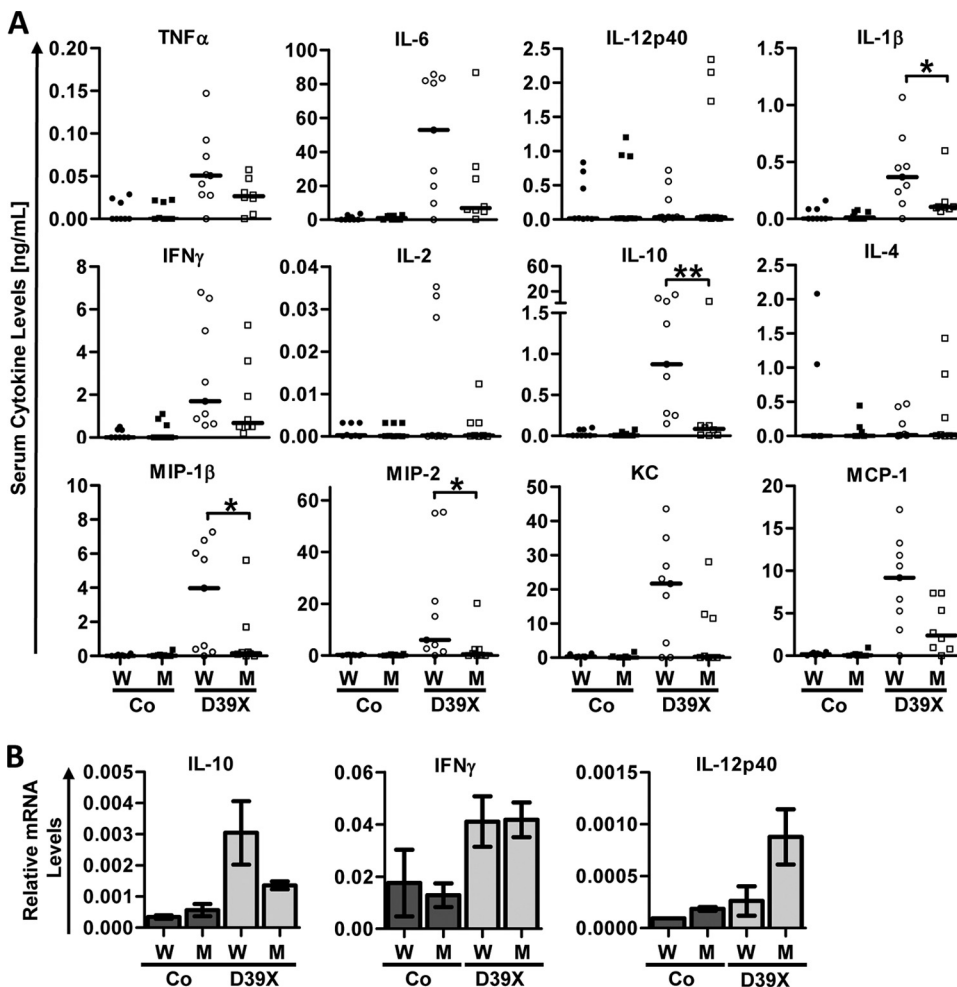 A
Serum Cytokine Levels [ng/mL]
TNFα
0.20
0.15
0.10
0.05
0.00
IL-6
100
80
60
40
20
0
IL-12p40
2.5
2.0
1.5
1.0
0.5
0.0
IL-1β
1.5
1.0
0.5
0.0
*
IFNγ
8
6
4
2
0
IL-2
0.04
0.03
0.02
0.01
0.00
IL-10
60
40
20
1.5
1.0
0.5
0.0
**
IL-4
2.5
2.0
1.5
1.0
0.5
0.0
MIP-1β
10
8
6
4
2
0
*
MIP-2
60
40
20
0
*
KC
50
40
30
20
10
0
MCP-1
20
15
10
5
0
W M W M
Co D39X
W M W M
Co D39X
W M W M
Co D39X
W M W M
Co D39X
B
Relative mRNA
Levels
IL-10
0.005
0.004
0.003
0.002
0.001
0.000
IFNγ
0.06
0.04
0.02
0.00
IL-12p40
0.0015
0.0010
0.0005
0.0000
W M W M
Co D39X
W M W M
Co D39X
W M W M
Co D39X